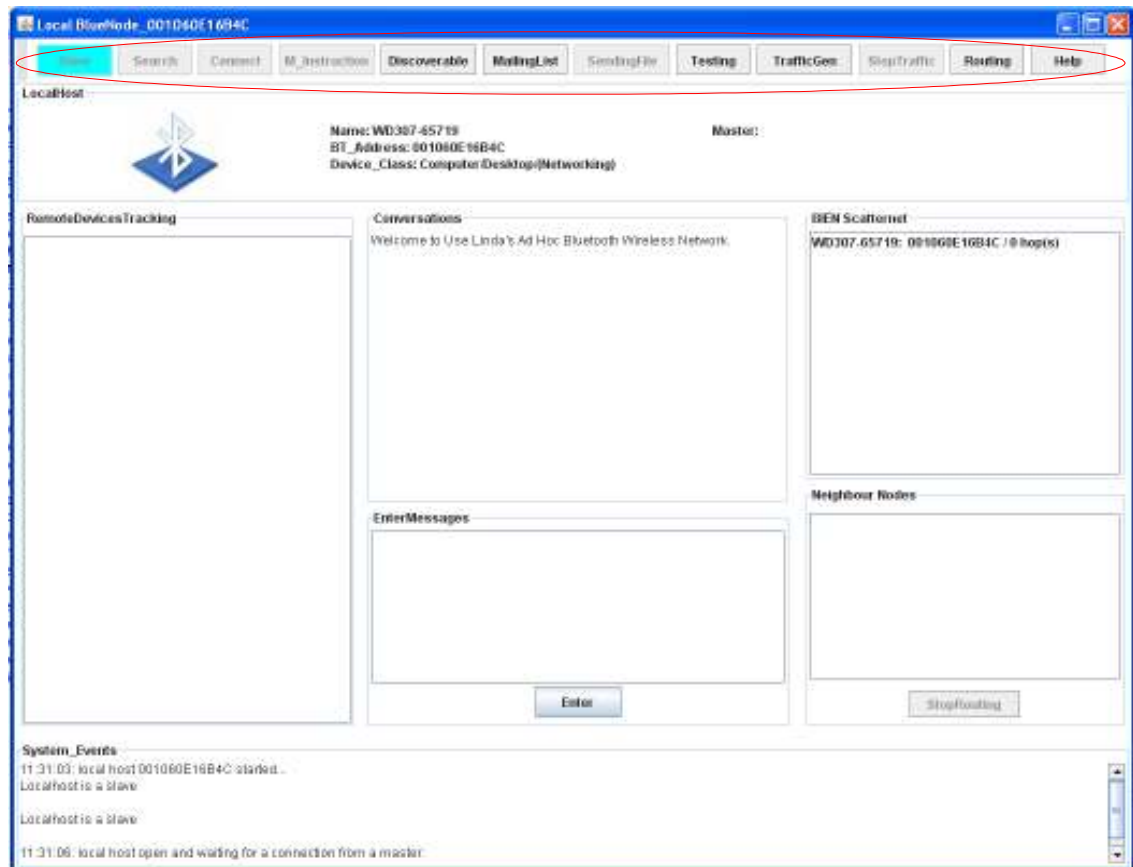 Local BlueNode_001060E16B4C
Slave Search Connect M_Instruction Discoverable MailingList SendingFile Testing TrafficGen StopTraffic Routing Help
LocalHost
Name: WD307-65719
Master:
BT_Address: 001060E16B4C
Device_Class: Computer/Desktop/(Networking)
RemoteDevicesTracking
Conversations
Welcome to Use Linda's Ad Hoc Bluetooth Wireless Network.
EnterMessages
Enter
BIEN Scatternet
WD307-65719: 001060E16B4C / 0 hop(s)
Neighbour Nodes
StopRouting
System_Events
11:31:03: local host 001060E16B4C started...
Localhost is a slave
Localhost is a slave
11:31:06: local host open and waiting for a connection from a master